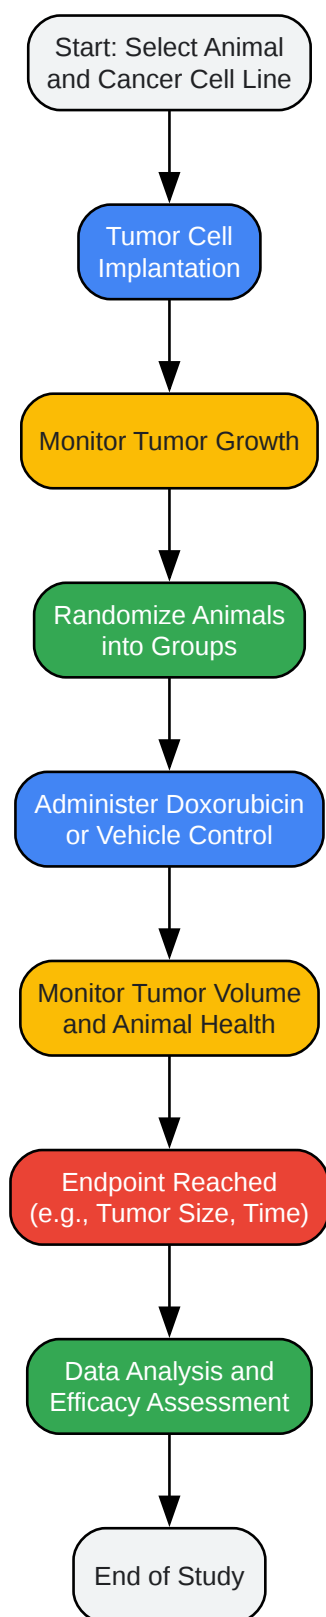 Start: Select Animal
and Cancer Cell Line
Tumor Cell
Implantation
Monitor Tumor Growth
Randomize Animals
into Groups
Administer Doxorubicin
or Vehicle Control
Monitor Tumor Volume
and Animal Health
Endpoint Reached
(e.g., Tumor Size, Time)
Data Analysis and
Efficacy Assessment
End of Study